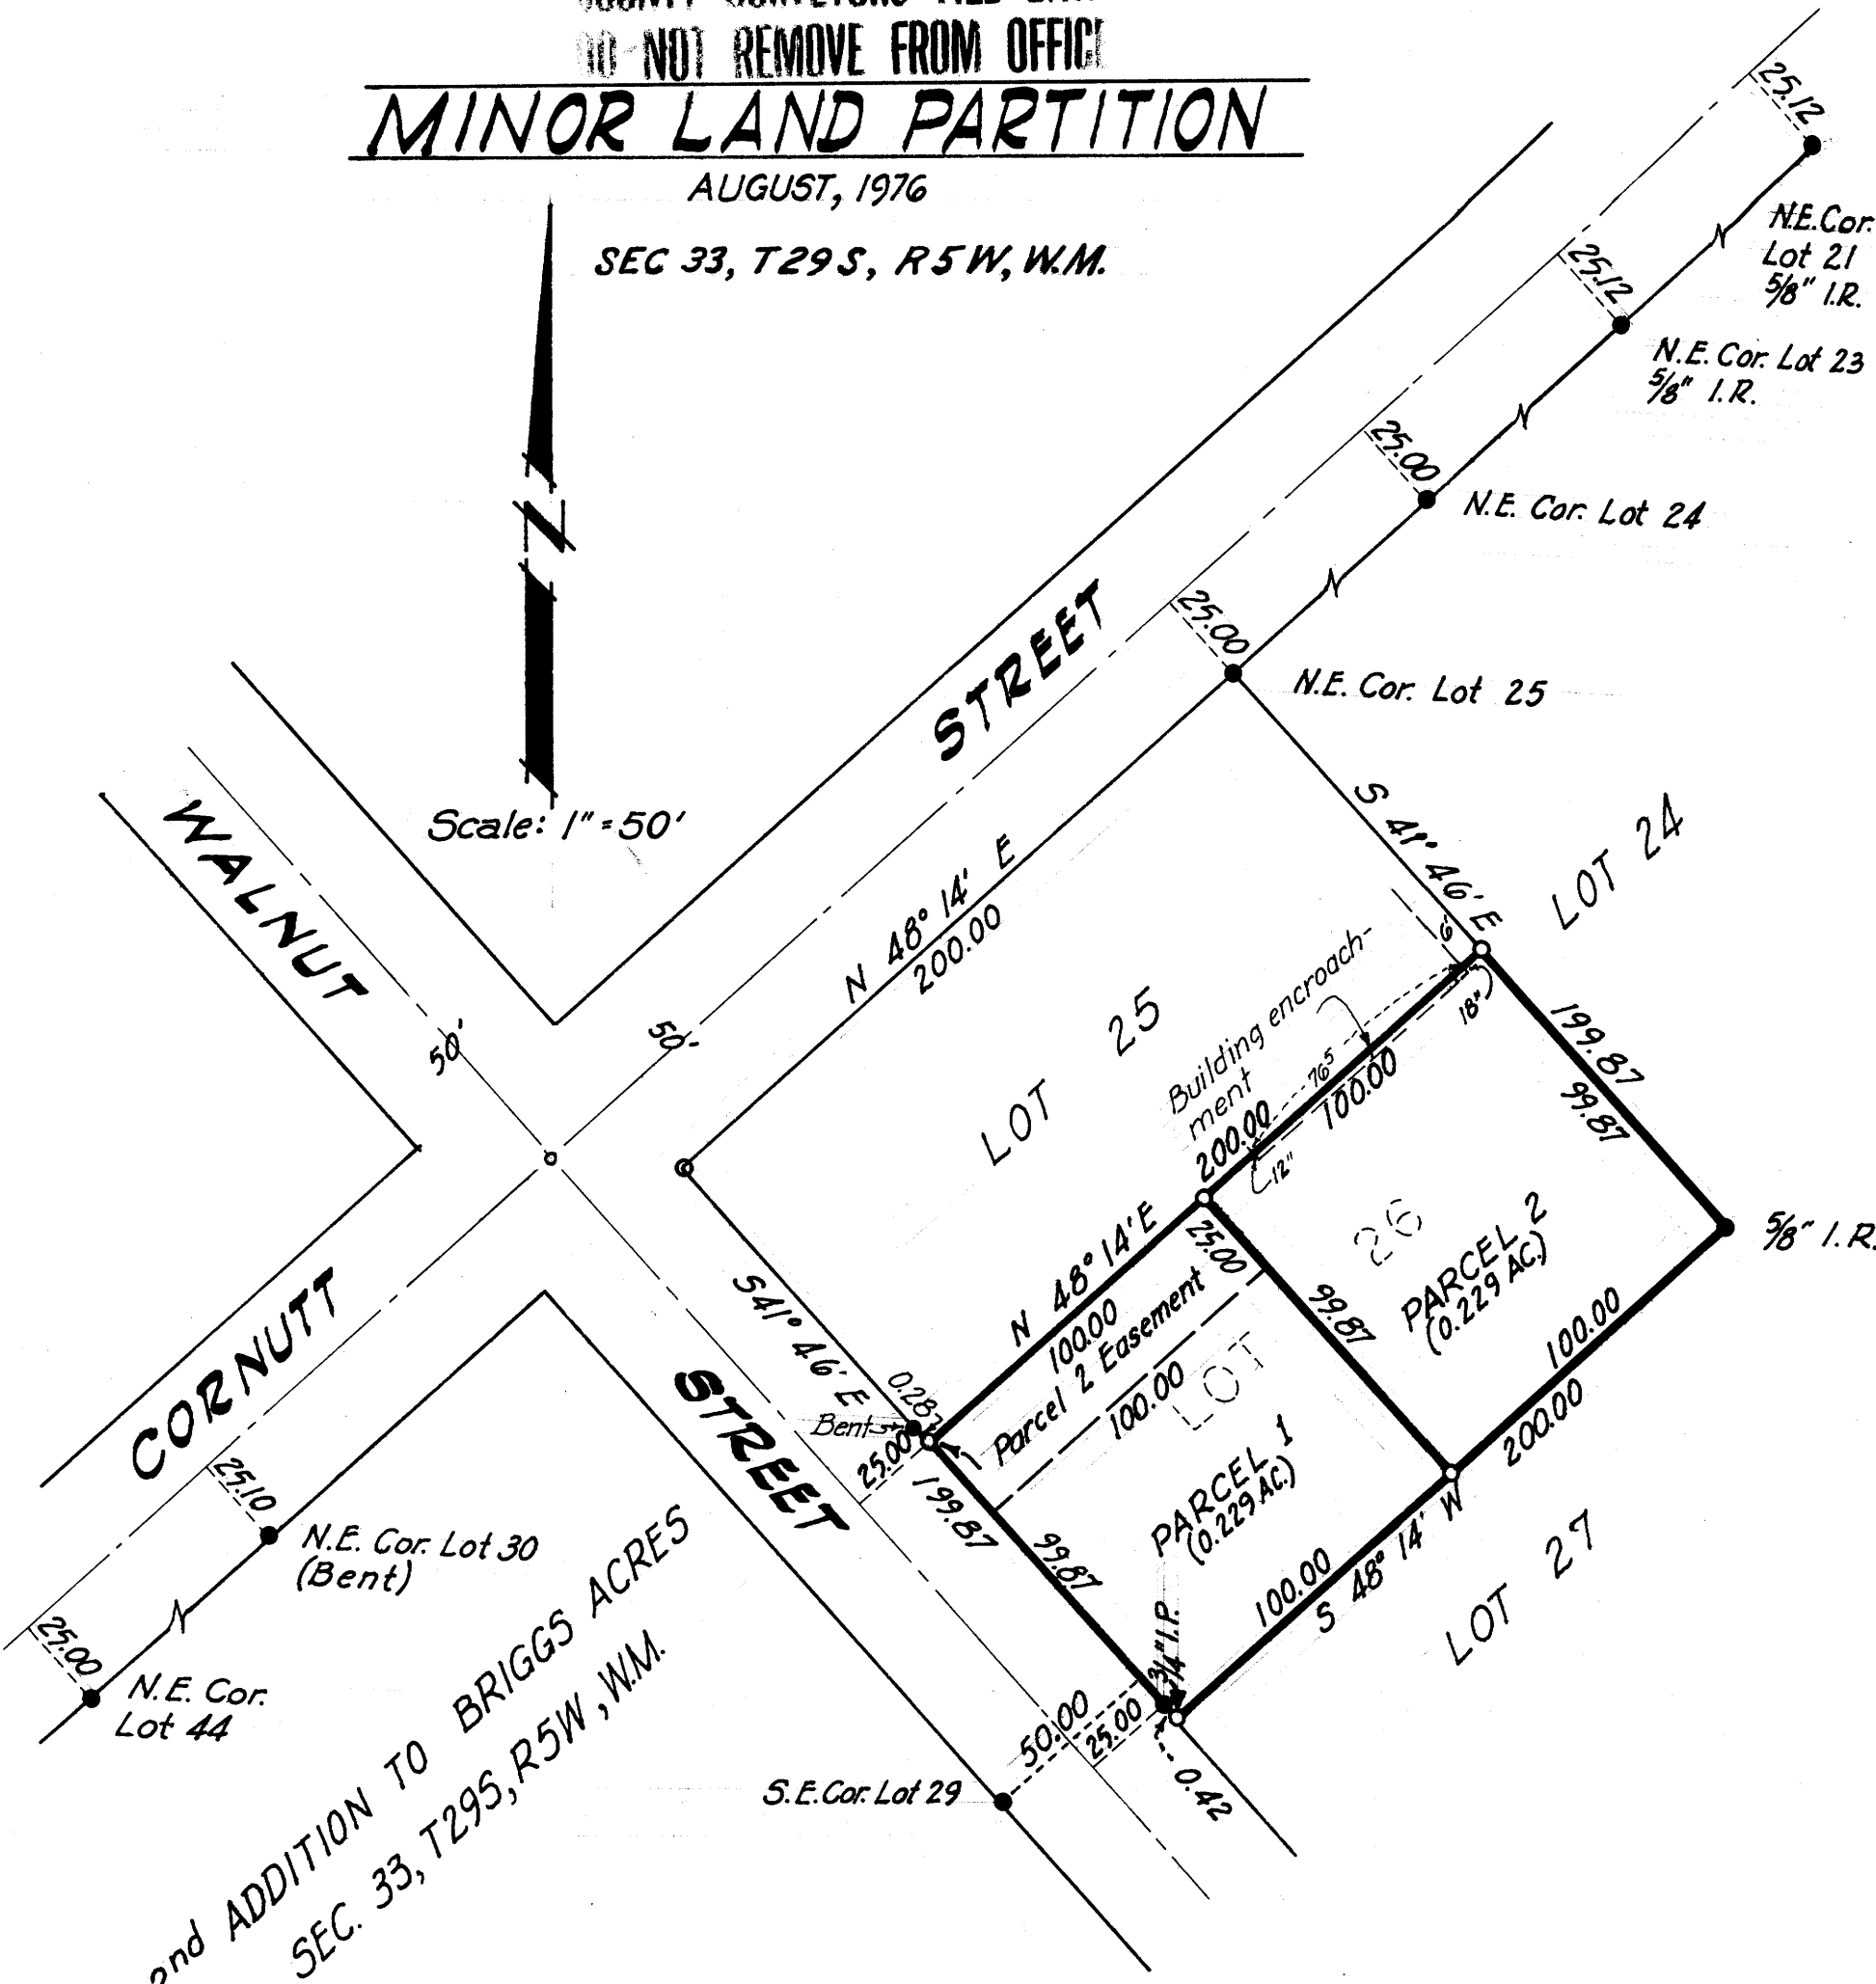 DO NOT REMOVE FROM OFFICE
MINOR LAND PARTITION
AUGUST, 1976
SEC 33, T29S, R5W, W.M.
25.12
N.E. Cor.
Lot 21
5/8" I.R.
25.12
N.E. Cor. Lot 23
5/8" I.R.
25.00
N.E. Cor. Lot 24
25.00
N.E. Cor. Lot 25
N
Scale: 1"=50'
WALNUT
STREET
50'
50'
CORNUTT
STREET
N 48° 14' E
200.00
S 41° 46' E
LOT 24
6'
LOT 25
Building encroach-
ment
76.5
18"
12"
200.00
100.00
199.87
99.87
5/8" I.R.
S 41° 46' E
0.28
Bent
25.00
N 48° 14' E
100.00
Parcel 2 Easement
25.00
100.00
LOT 26
PARCEL 2
(0.229 AC.)
99.87
100.00
200.00
PARCEL 1
(0.229 AC.)
199.87
99.87
100.00
S 48° 14' W
LOT 27
3/4" I.P.
50.00
25.00
0.42
S.E. Cor. Lot 29
25.10
N.E. Cor. Lot 30
(Bent)
25.00
N.E. Cor.
Lot 44
2nd ADDITION TO BRIGGS ACRES
SEC. 33, T29S, R5W, W.M.